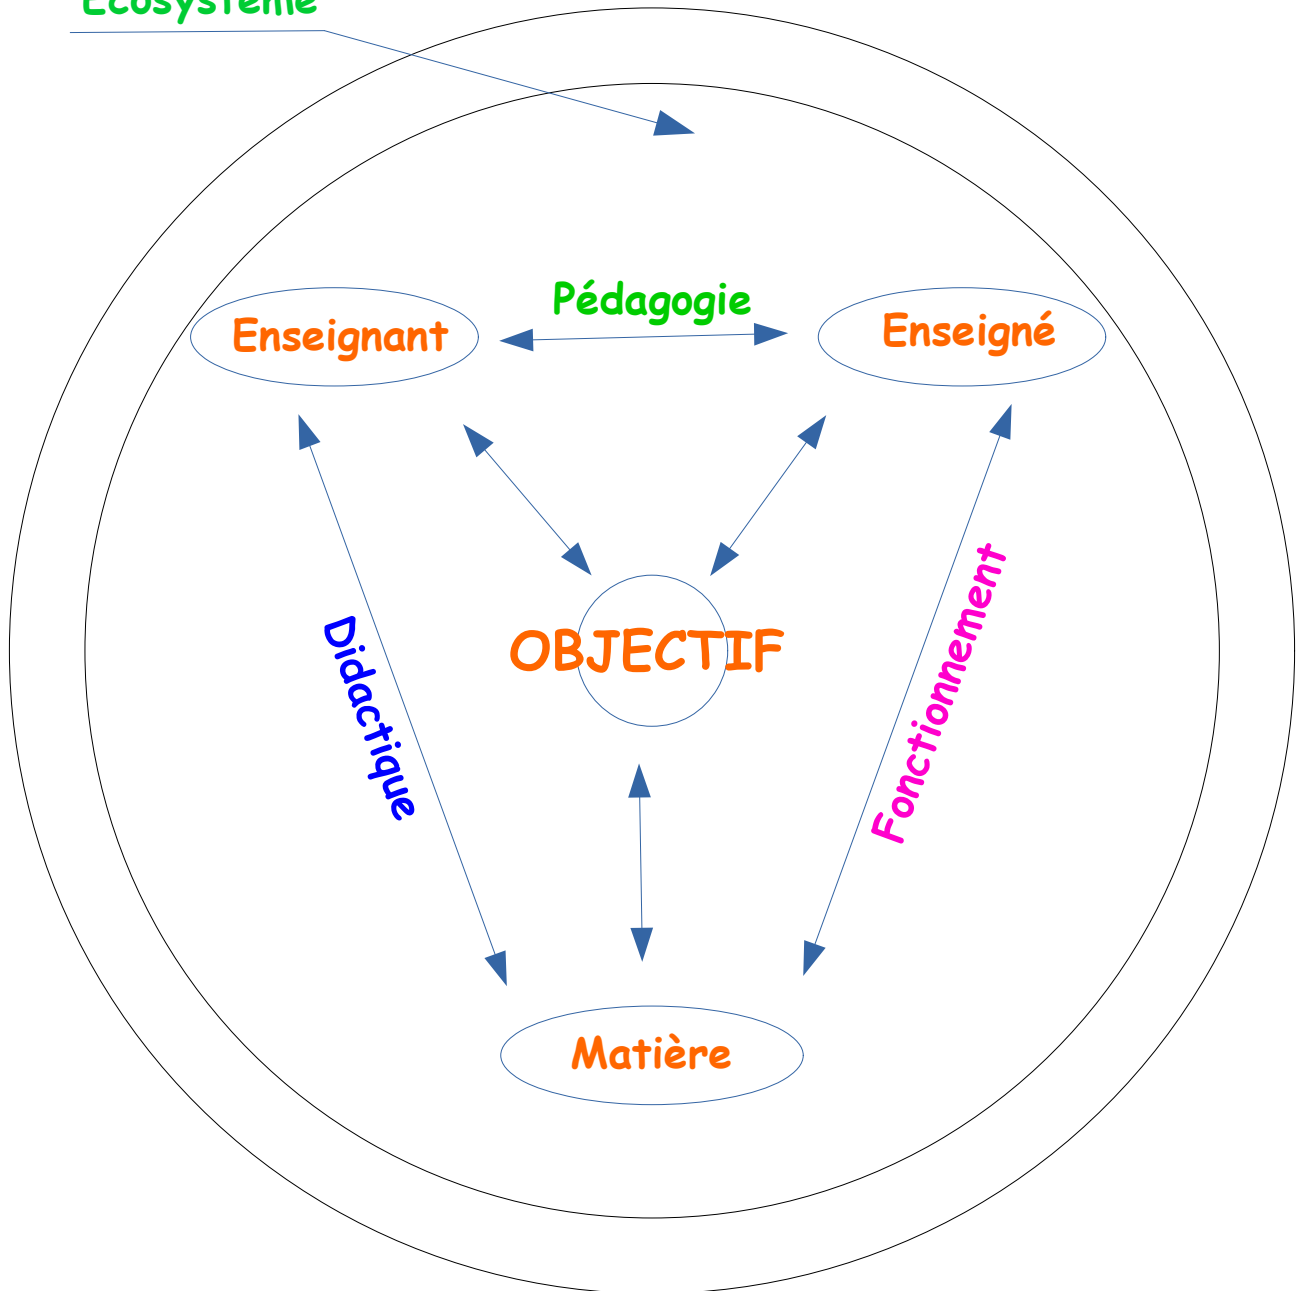 Ecosystème
Pédagogie
Enseignant
Enseigné
OBJECTIF
Didactique
Fonctionnement
Matière